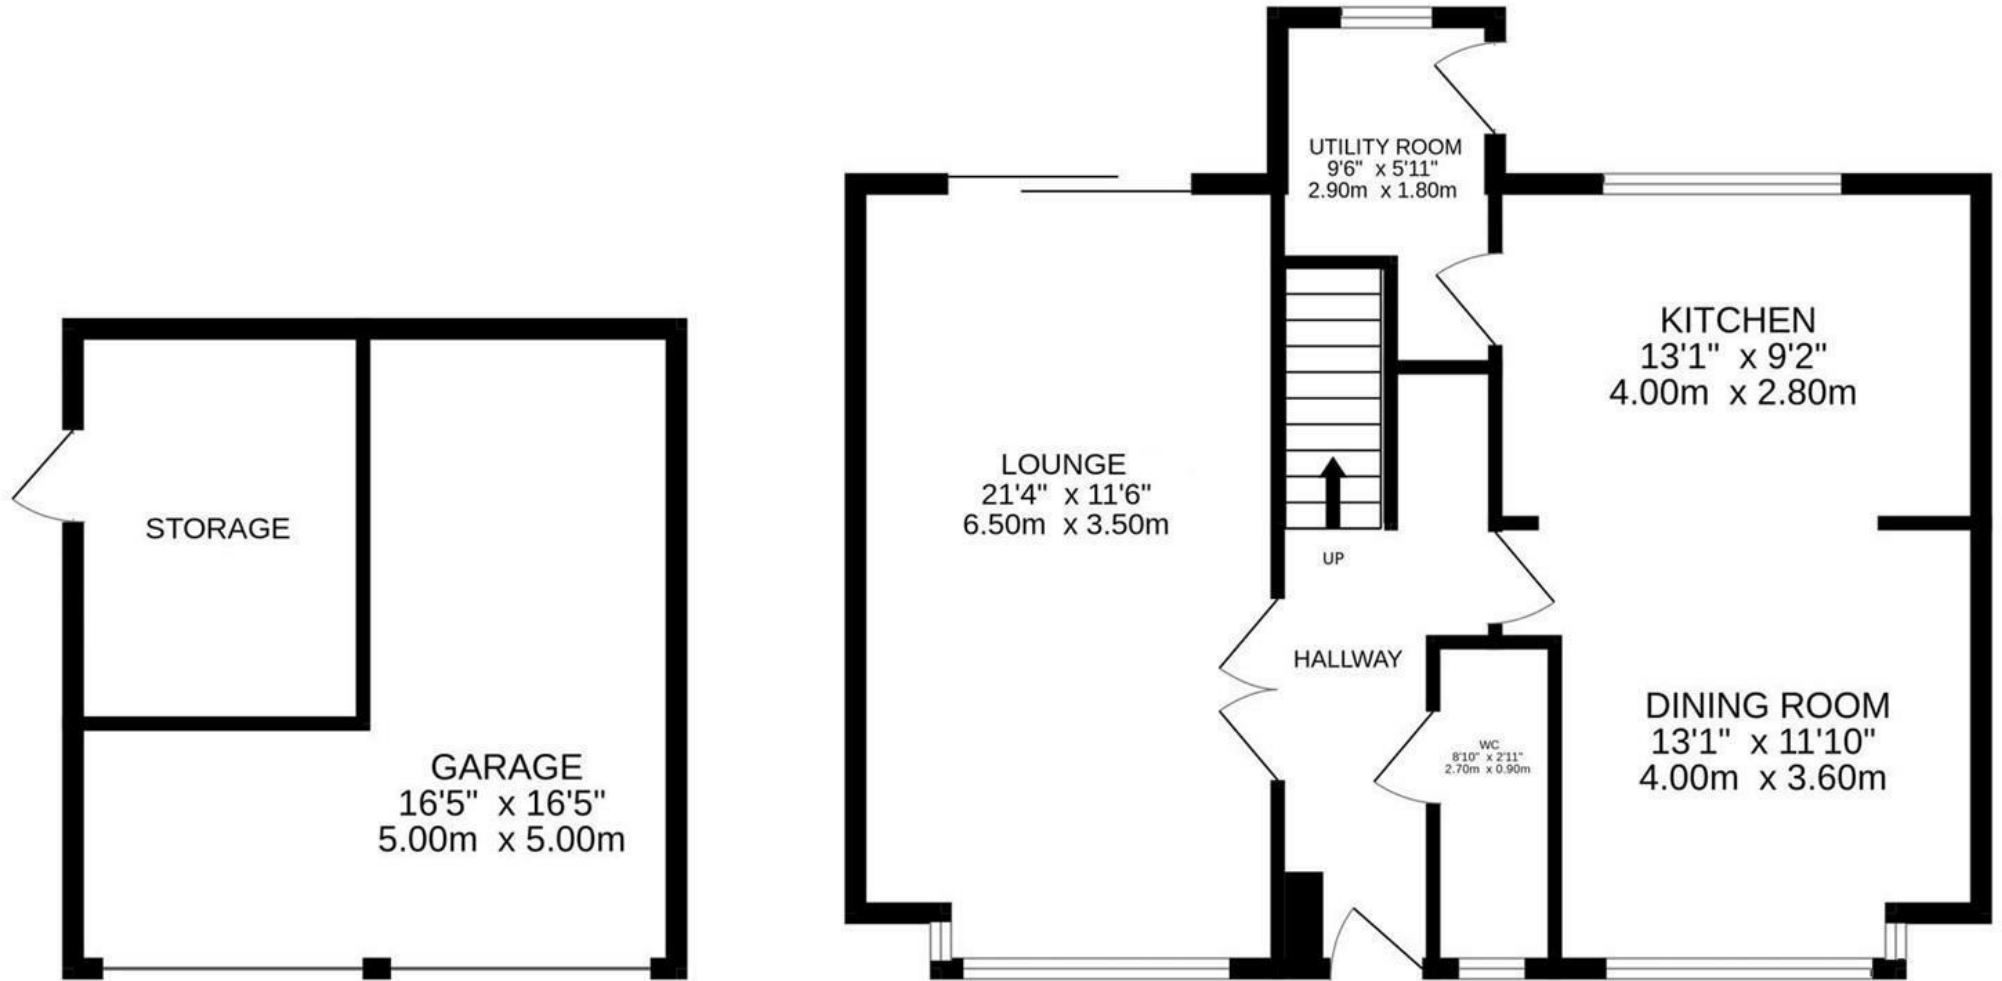 UTILITY ROOM
9'6" x 5'11"
2.90m x 1.80m
KITCHEN
13'1" x 9'2"
4.00m x 2.80m
LOUNGE
21'4" x 11'6"
6.50m x 3.50m
STORAGE
UP
HALLWAY
DINING ROOM
13'1" x 11'10"
4.00m x 3.60m
WC
8'10" x 2'11"
2.70m x 0.90m
GARAGE
16'5" x 16'5"
5.00m x 5.00m